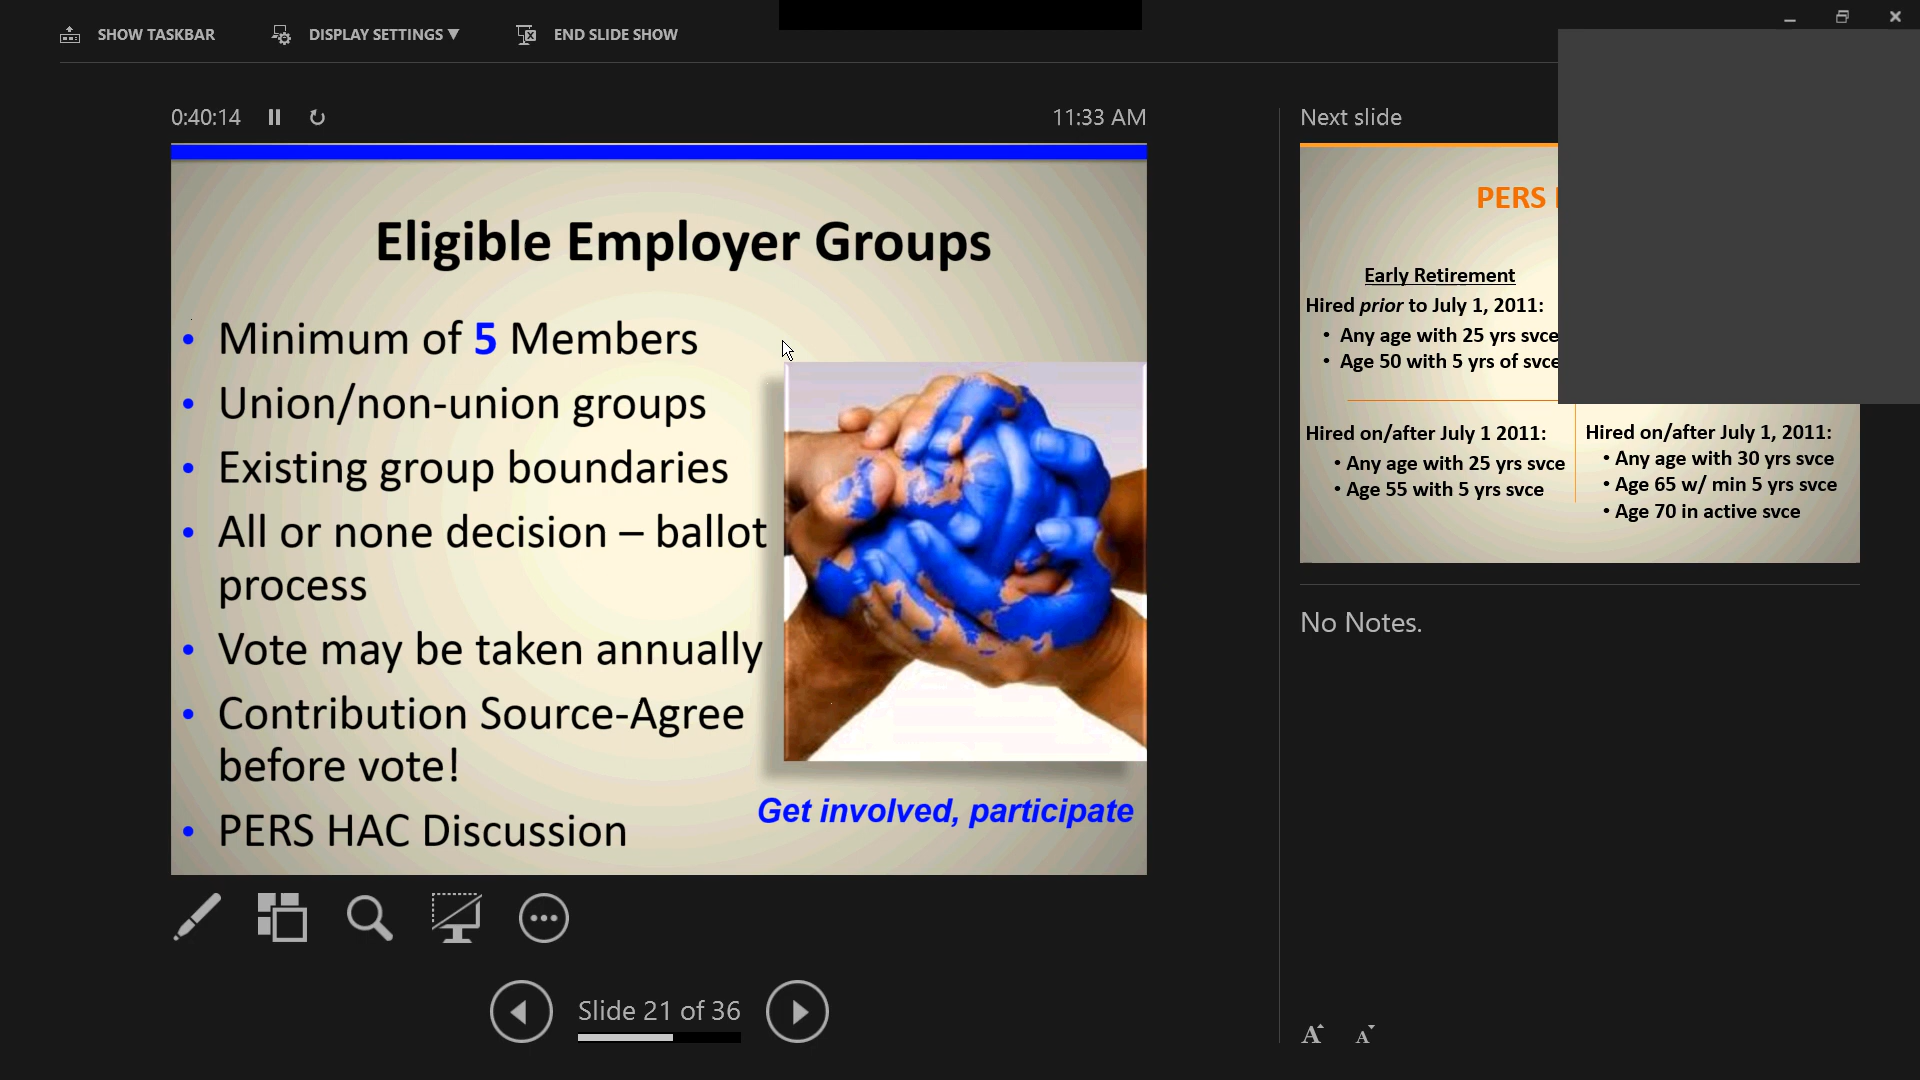 SHOW TASKBAR
DISPLAY SETTINGS ▼
END SLIDE SHOW
0:40:14
11:33 AM
Eligible Employer Groups
• Minimum of 5 Members
• Union/non-union groups
• Existing group boundaries
• All or none decision – ballot
process
• Vote may be taken annually
• Contribution Source-Agree
before vote!
• PERS HAC Discussion
Get involved, participate
Slide 21 of 36
Next slide
PERS
Early Retirement
Hired prior to July 1, 2011:
• Any age with 25 yrs svce
• Age 50 with 5 yrs of svce
Hired on/after July 1 2011:
• Any age with 25 yrs svce
• Age 55 with 5 yrs svce
Hired on/after July 1, 2011:
• Any age with 30 yrs svce
• Age 65 w/ min 5 yrs svce
• Age 70 in active svce
No Notes.
A A